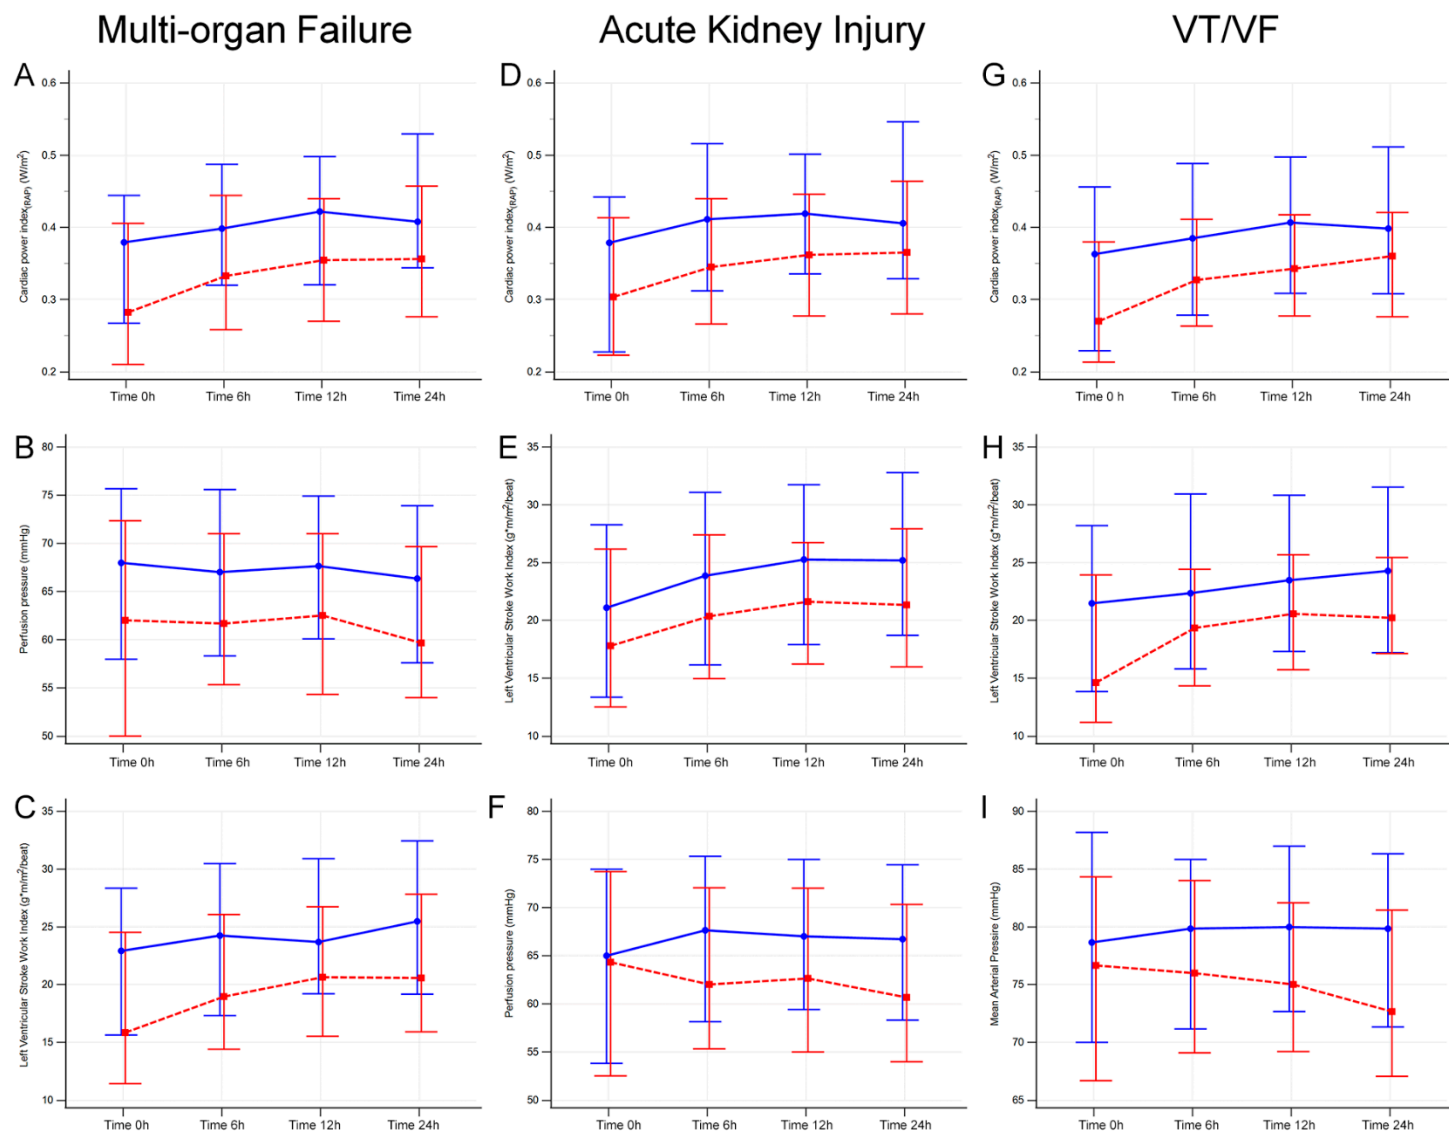 Multi-organ Failure
Acute Kidney Injury
VT/VF
A
Cardiac power index(RAP) (W/m²)
0.6
0.5
0.4
0.3
0.2
Time 0h Time 6h Time 12h Time 24h
D
Cardiac power index(RAP) (W/m²)
0.6
0.5
0.4
0.3
0.2
Time 0h Time 6h Time 12h Time 24h
G
Cardiac power index(RAP) (W/m²)
0.6
0.5
0.4
0.3
0.2
Time 0 h Time 6h Time 12h Time 24h
B
Perfusion pressure (mmHg)
80
75
70
65
60
55
50
Time 0h Time 6h Time 12h Time 24h
E
Left Ventricular Stroke Work Index (g*m/m²/beat)
35
30
25
20
15
10
Time 0h Time 6h Time 12h Time 24h
H
Left Ventricular Stroke Work Index (g*m/m²/beat)
35
30
25
20
15
10
Time 0h Time 6h Time 12h Time 24h
C
Left Ventricular Stroke Work Index (g*m/m²/beat)
35
30
25
20
15
10
Time 0h Time 6h Time 12h Time 24h
F
Perfusion pressure (mmHg)
80
75
70
65
60
55
50
Time 0h Time 6h Time 12h Time 24h
I
Mean Arterial Pressire (mmHg)
90
85
80
75
70
65
Time 0h Time 6h Time 12h Time 24h